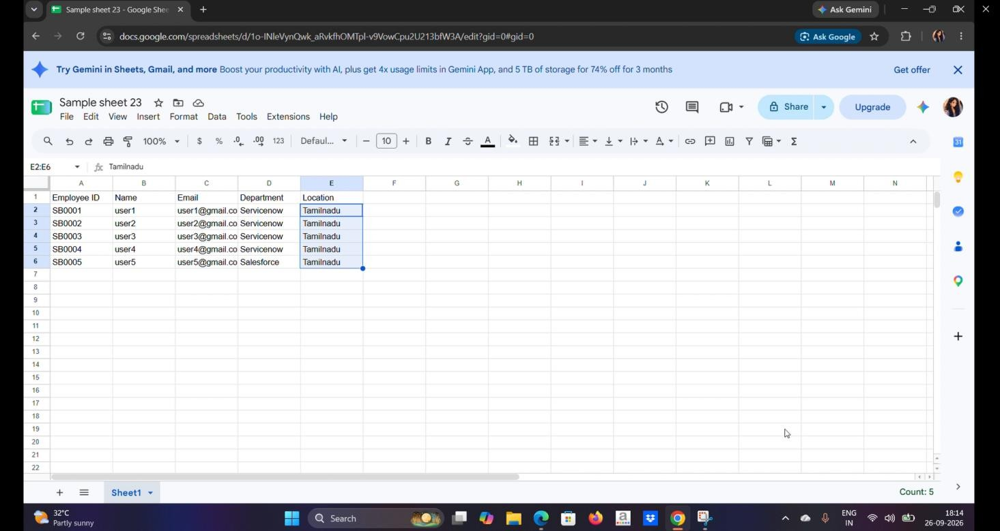 Sample sheet 23 - Google She
Ask Gemini
docs.google.com/spreadsheets/d/1o-INleVynQwk_aRvkfhOMTpl-v9VowCpu2U213bfW3A/edit?gid=0#gid=0
Ask Google
Try Gemini in Sheets, Gmail, and more Boost your productivity with AI, plus get 4x usage limits in Gemini App, and 5 TB of storage for 74% off for 3 months
Get offer
Sample sheet 23
Share
Upgrade
File Edit View Insert Format Data Tools Extensions Help
100% $ % .0 .00 123 Defaul... 10 B I S A
31
E2:E6 fx Tamilnadu
A B C D E F G H I J K L M N
1 Employee ID Name Email Department Location
2 SB0001 user1 user1@gmail.co Servicenow Tamilnadu
3 SB0002 user2 user2@gmail.co Servicenow Tamilnadu
4 SB0003 user3 user3@gmail.co Servicenow Tamilnadu
5 SB0004 user4 user4@gmail.co Servicenow Tamilnadu
6 SB0005 user5 user5@gmail.co Salesforce Tamilnadu
7
8
9
10
11
12
13
14
15
16
17
18
19
20
21
22
Sheet1
Count: 5
32°C
Partly sunny
Search
ENG
IN
18:14
26-09-2026